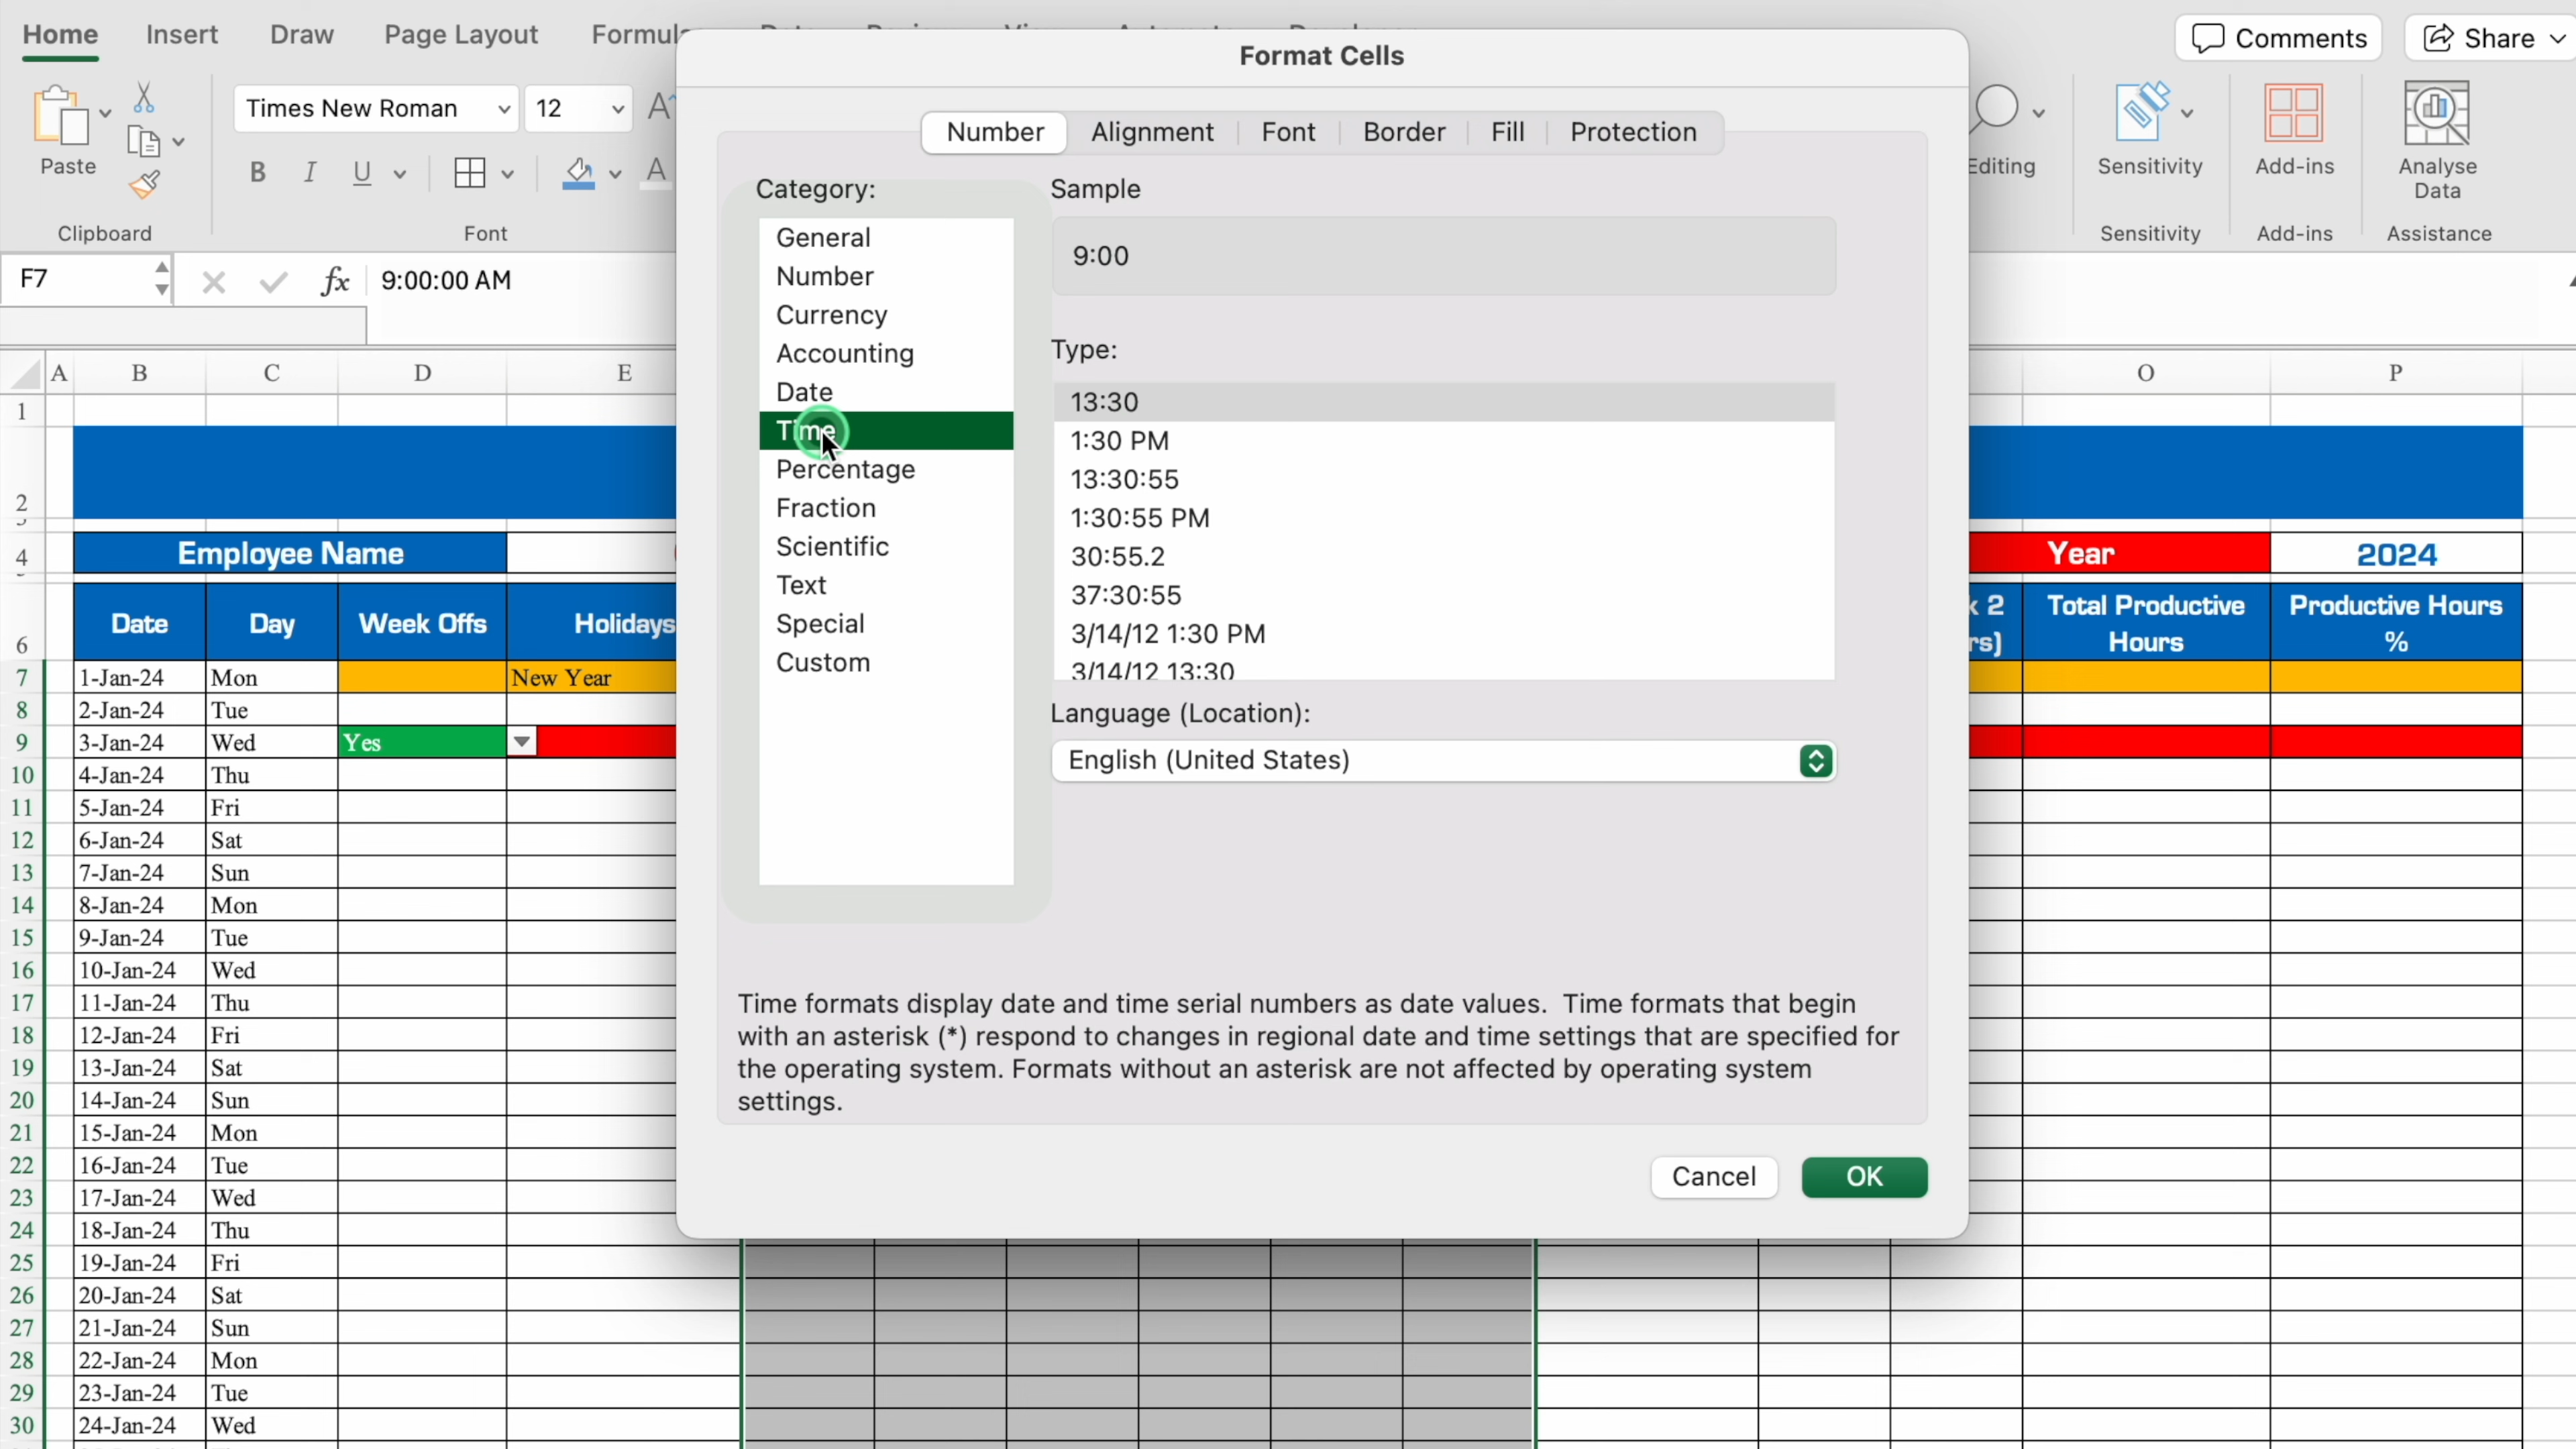 Home Insert Draw Page Layout
Comments Share
Times New Roman 12
Paste
B I U A
Editing Sensitivity Add-ins Analyse
Data
Clipboard Font Sensitivity Add-ins Assistance
F7 fx 9:00:00 AM
Format Cells
Number Alignment Font Border Fill Protection
Category:
General
Number
Currency
Accounting
Date
Time
Percentage
Fraction
Scientific
Text
Special
Custom
Sample
9:00
Type:
13:30
1:30 PM
13:30:55
1:30:55 PM
30:55.2
37:30:55
3/14/12 1:30 PM
3/14/12 13:30
Language (Location):
English (United States)
Time formats display date and time serial numbers as date values.  Time formats that begin
with an asterisk (*) respond to changes in regional date and time settings that are specified for
the operating system. Formats without an asterisk are not affected by operating system
settings.
Cancel OK
A B C D E O P
1
2
4 Employee Name Year 2024
6 Date Day Week Offs Holidays 2 Total Productive Hours Productive Hours %
7 1-Jan-24 Mon New Year
8 2-Jan-24 Tue
9 3-Jan-24 Wed Yes
10 4-Jan-24 Thu
11 5-Jan-24 Fri
12 6-Jan-24 Sat
13 7-Jan-24 Sun
14 8-Jan-24 Mon
15 9-Jan-24 Tue
16 10-Jan-24 Wed
17 11-Jan-24 Thu
18 12-Jan-24 Fri
19 13-Jan-24 Sat
20 14-Jan-24 Sun
21 15-Jan-24 Mon
22 16-Jan-24 Tue
23 17-Jan-24 Wed
24 18-Jan-24 Thu
25 19-Jan-24 Fri
26 20-Jan-24 Sat
27 21-Jan-24 Sun
28 22-Jan-24 Mon
29 23-Jan-24 Tue
30 24-Jan-24 Wed